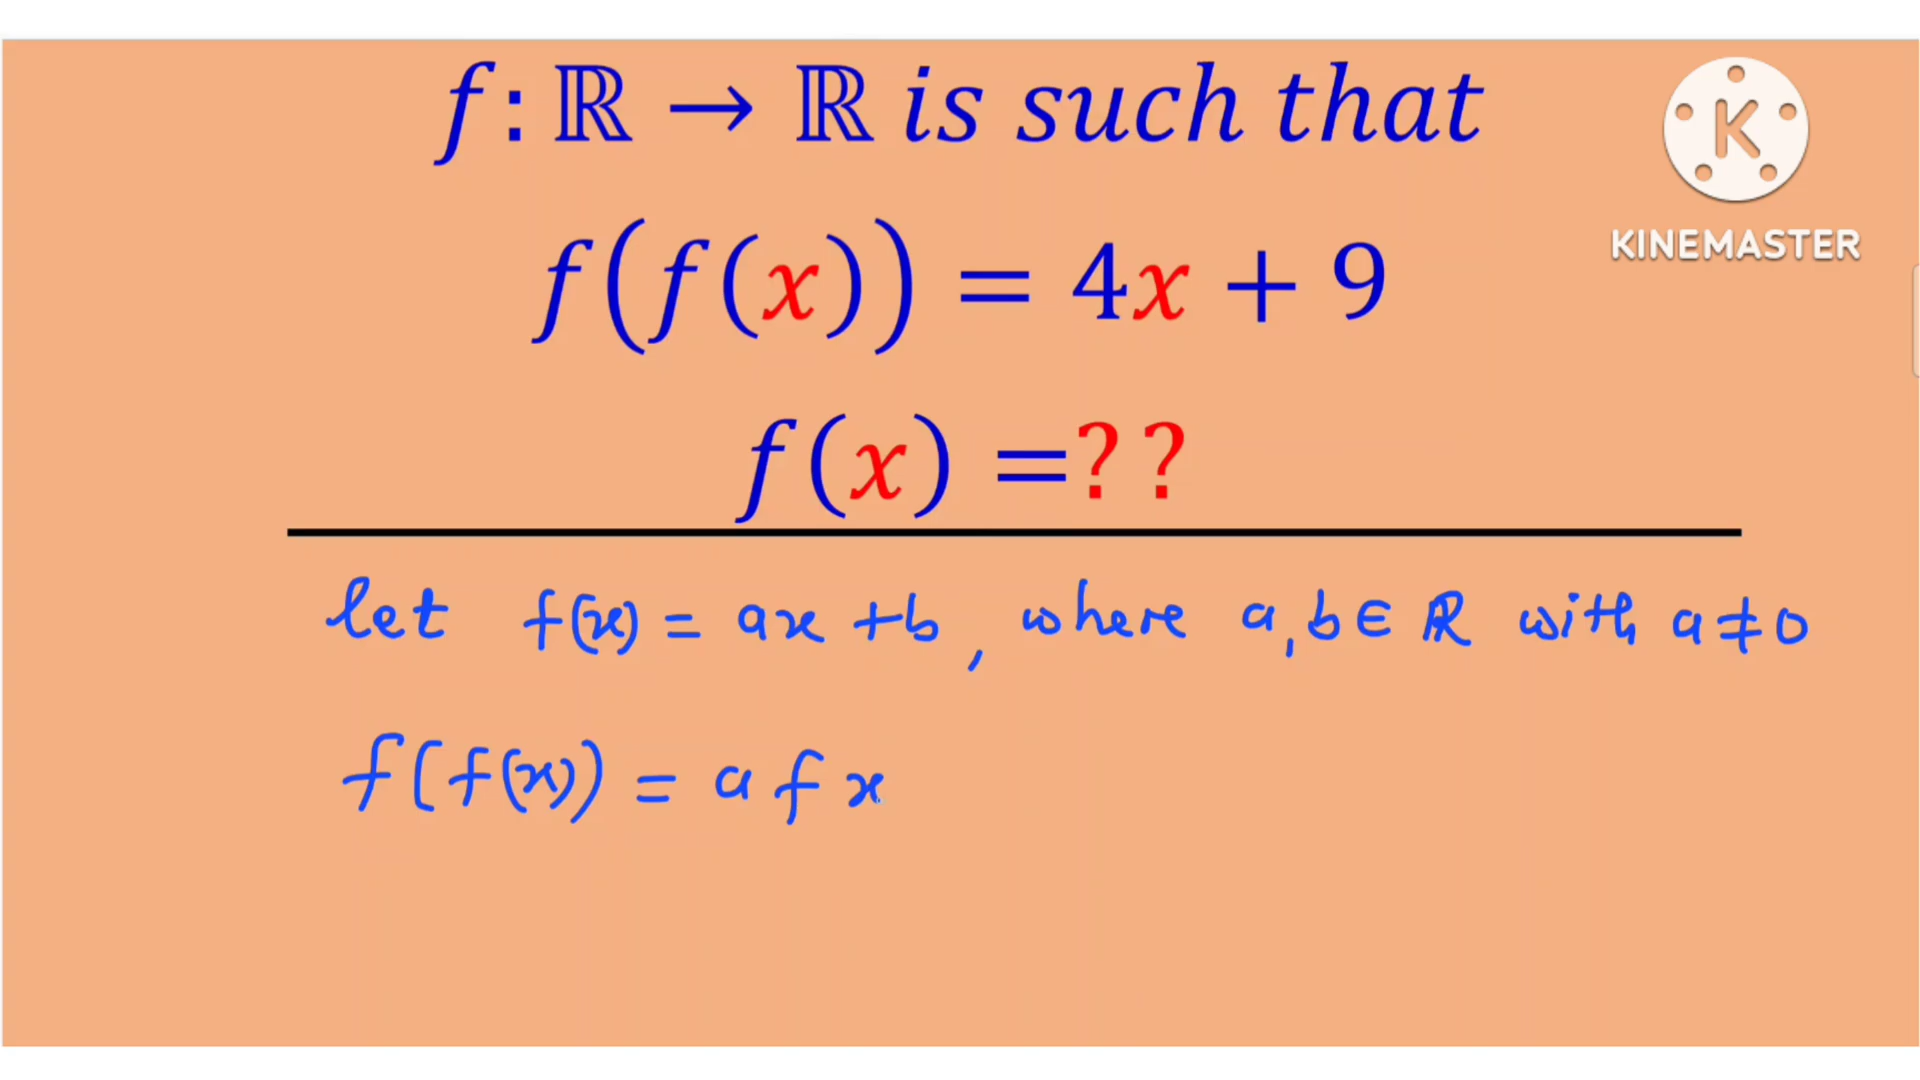 f : ℝ → ℝ is such that
KINEMASTER
f(f(x)) = 4x + 9
f(x) =??
let f(x) = ax + b, where a, b ∈ ℝ with a ≠ 0
f(f(x)) = a f x